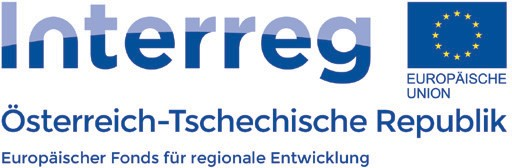 Interreg
EUROPÄISCHE
UNION
Österreich-Tschechische Republik
Europäischer Fonds für regionale Entwicklung